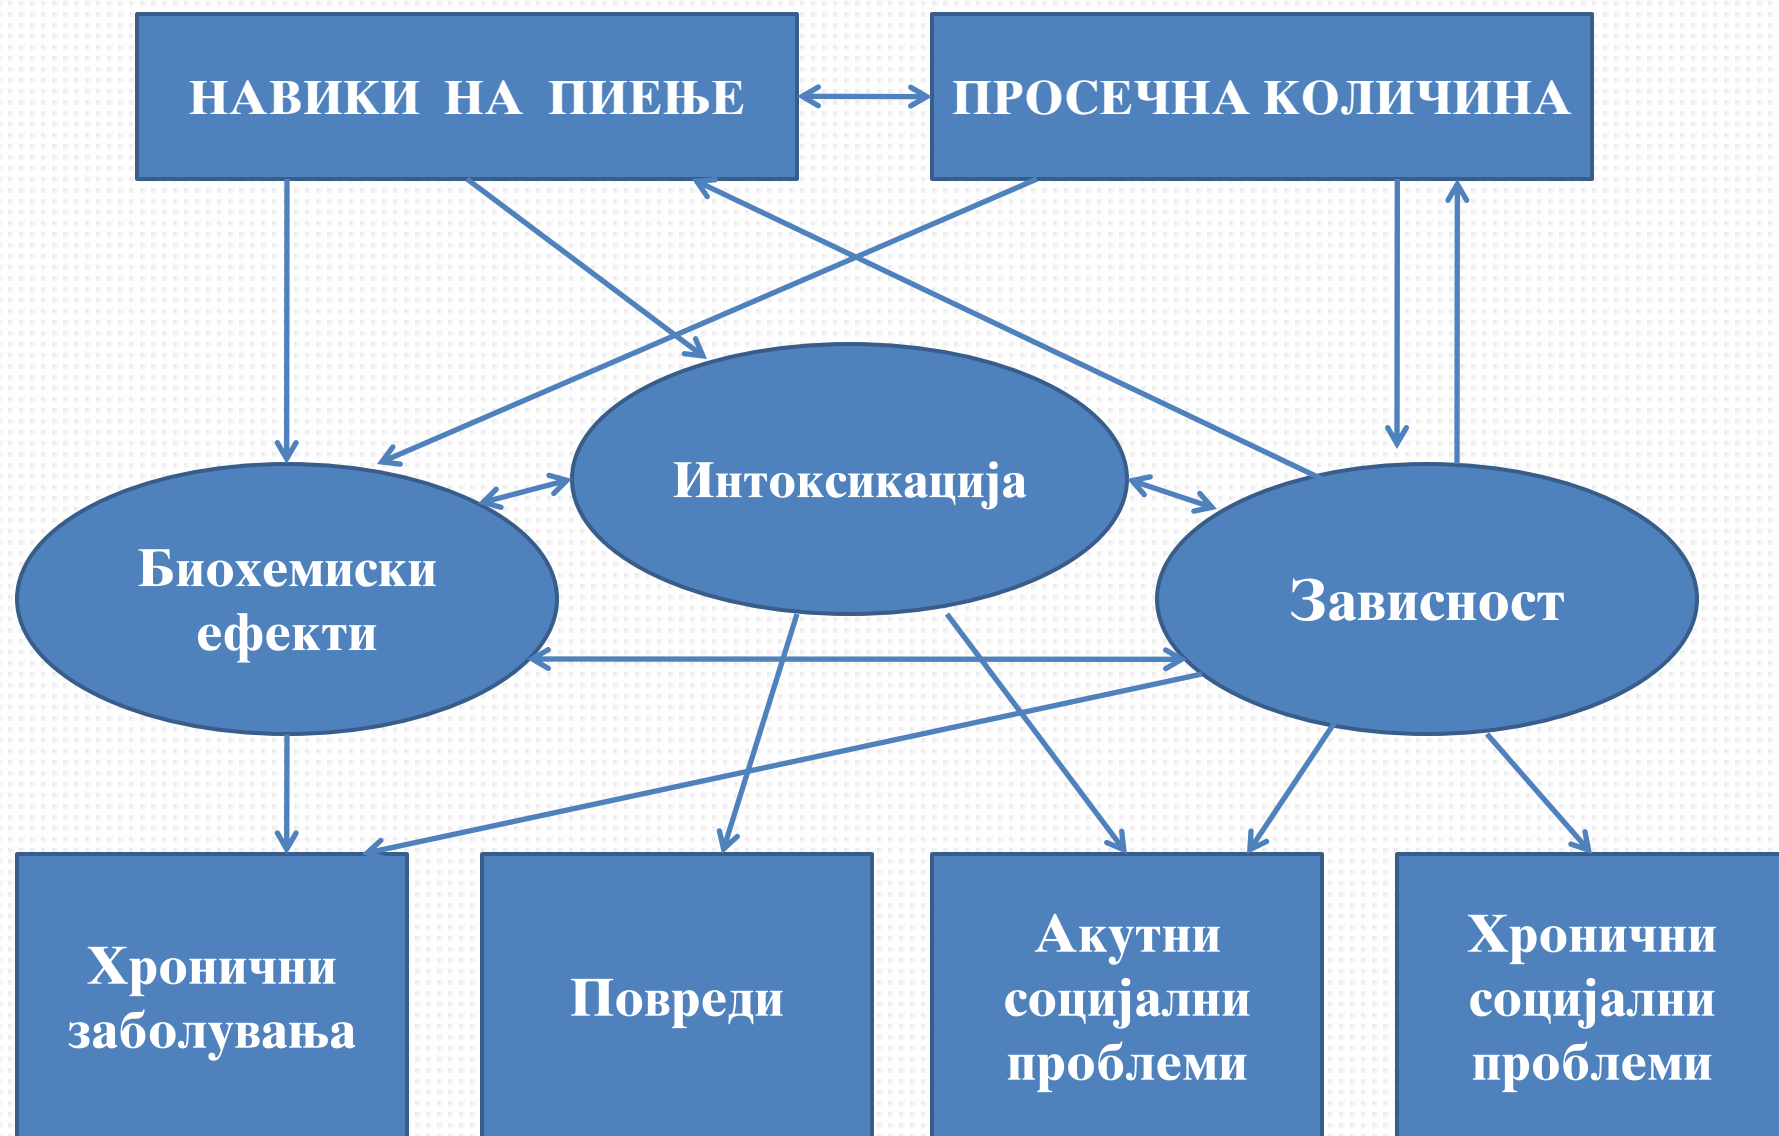 НАВИКИ НА ПИЕЊЕ
ПРОСЕЧНА КОЛИЧИНА
Интоксикација
Биохемиски
ефекти
Зависност
Хронични
заболувања
Повреди
Акутни
социјални
проблеми
Хронични
социјални
проблеми